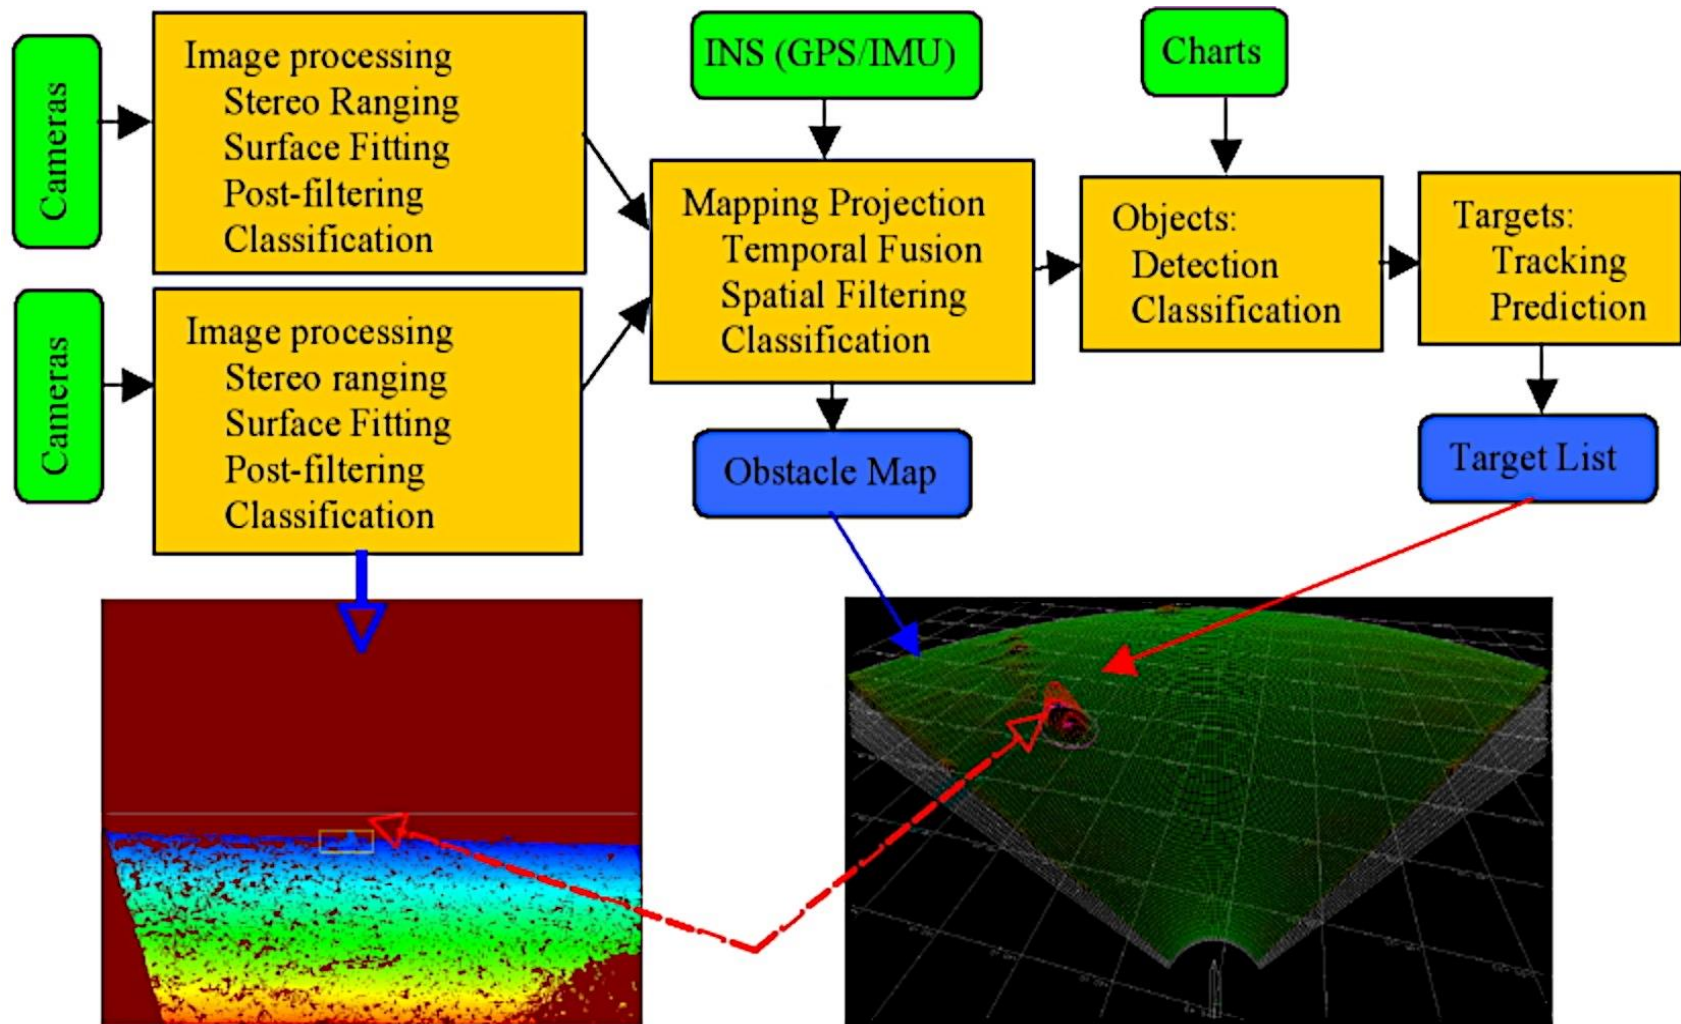 Cameras
Image processing
Stereo Ranging
Surface Fitting
Post-filtering
Classification
Cameras
Image processing
Stereo ranging
Surface Fitting
Post-filtering
Classification
INS (GPS/IMU)
Mapping Projection
Temporal Fusion
Spatial Filtering
Classification
Obstacle Map
Charts
Objects:
Detection
Classification
Targets:
Tracking
Prediction
Target List